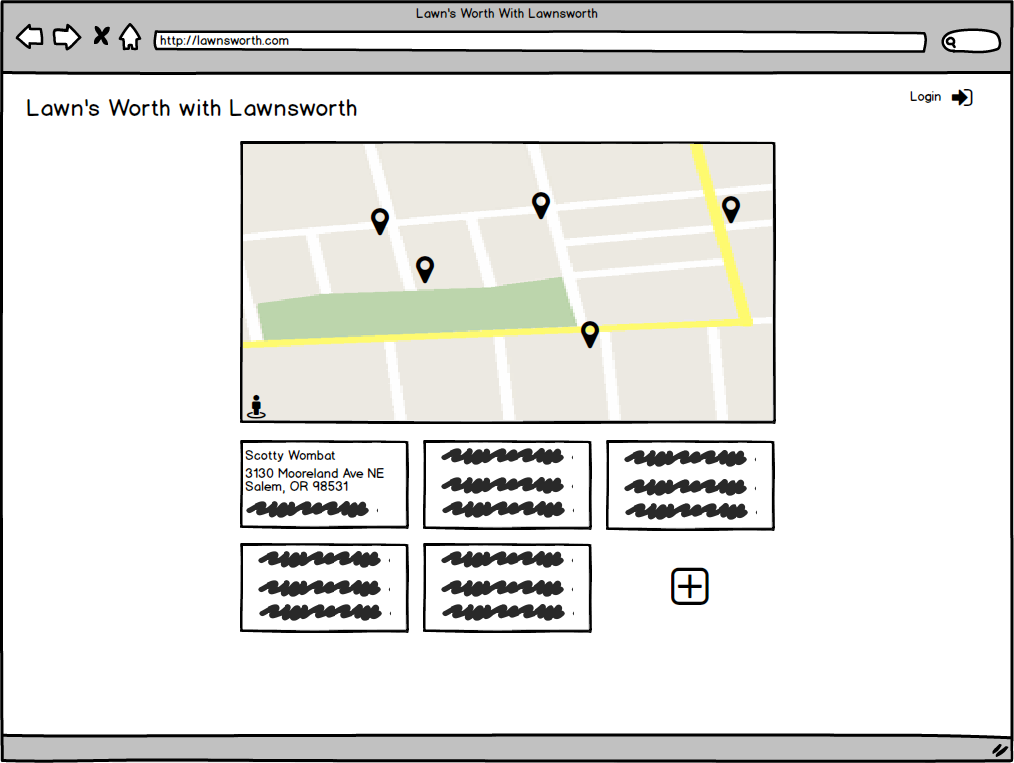 Lawn's Worth With Lawnsworth
http://lawnsworth.com
Login
Lawn's Worth with Lawnsworth
Scotty Wombat
3130 Mooreland Ave NE
Salem, OR 98531